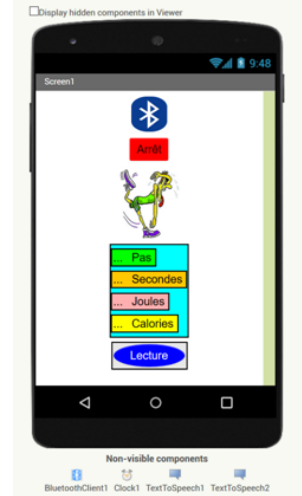 Display hidden components in Viewer
9:48
Screen1
Arrêt
... Pas
... Secondes
... Joules
... Calories
Lecture
Non-visible components
BluetoothClient1 Clock1 TextToSpeech1 TextToSpeech2